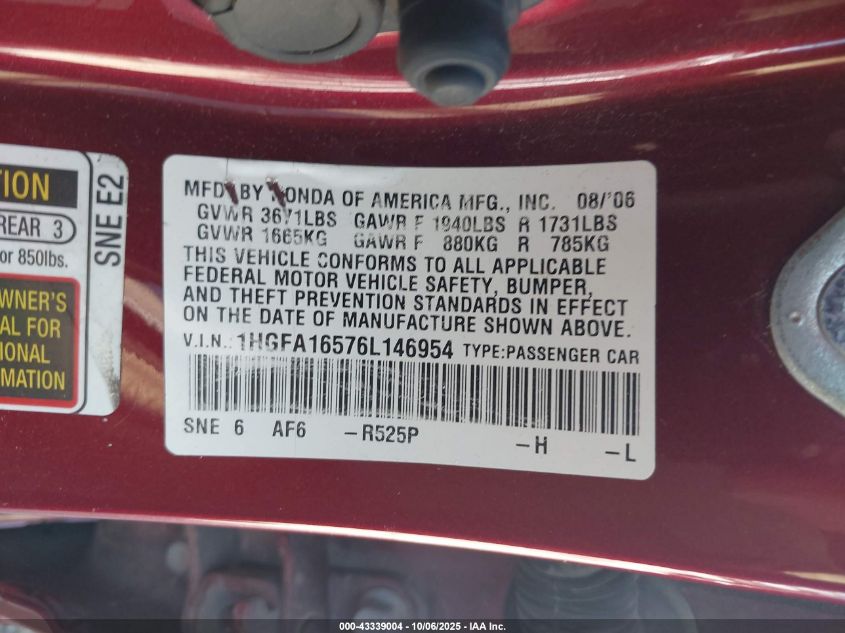 TION
REAR 3
or 850lbs.
SNE E2
OWNER'S
AL FOR
TIONAL
RMATION
MFD BY HONDA OF AMERICA MFG., INC. 08/'06
GVWR 3671LBS GAWR F 1940LBS R 1731LBS
GVWR 1665KG GAWR F 880KG R 785KG
THIS VEHICLE CONFORMS TO ALL APPLICABLE
FEDERAL MOTOR VEHICLE SAFETY, BUMPER,
AND THEFT PREVENTION STANDARDS IN EFFECT
ON THE DATE OF MANUFACTURE SHOWN ABOVE.
V.I.N.: 1HGFA16576L146954 TYPE:PASSENGER CAR
SNE 6 AF6 -R525P -H -L
000-43339004 - 10/06/2025 - IAA Inc.